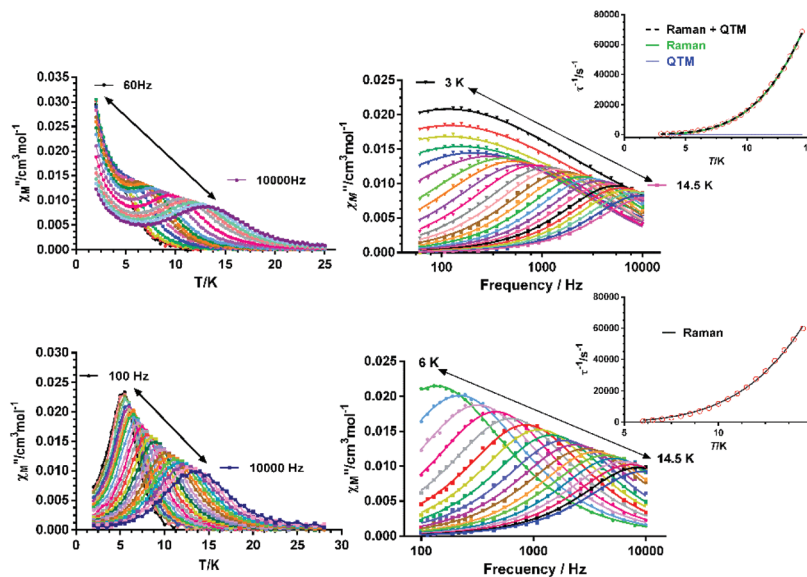 0.035
0.030
0.025
0.020
0.015
0.010
0.005
0.000
χM''/cm3mol-1
60Hz
10000Hz
0 5 10 15 20 25
T/K
0.025
0.020
0.015
0.010
0.005
0.000
χM''/cm3mol-1
3 K
14.5 K
100 1000 10000
Frequency / Hz
80000
60000
40000
20000
0
τ-1/s-1
Raman + QTM
Raman
QTM
0 5 10
T/K
0.030
0.025
0.020
0.015
0.010
0.005
0.000
χM''/cm3mol-1
100 Hz
10000 Hz
0 5 10 15 20 25 30
T/K
0.025
0.020
0.015
0.010
0.005
0.000
χM''/cm3mol-1
6 K
14.5 K
100 1000 10000
Frecuency / Hz
80000
60000
40000
20000
0
τ-1/s-1
Raman
5 10
T/K